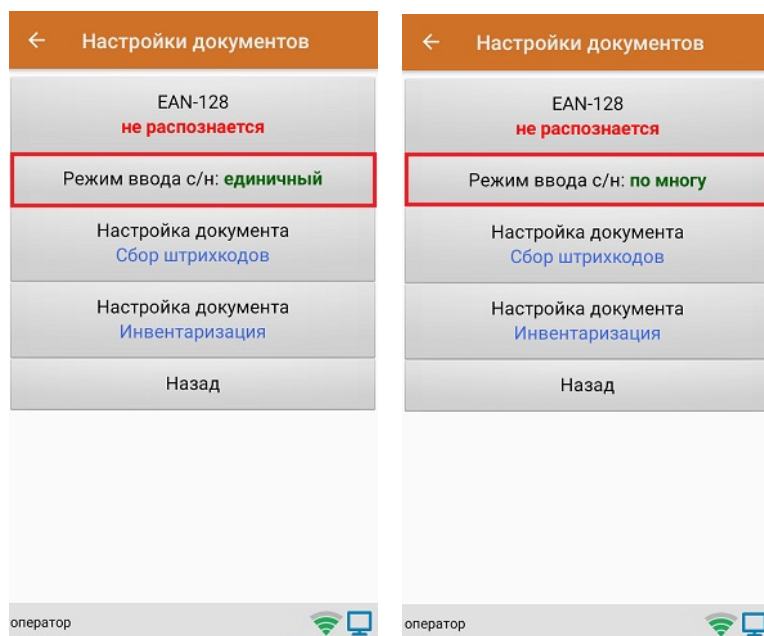 Настройки документов
EAN-128
не распознается
Режим ввода с/н: единичный
Настройка документа
Сбор штрихкодов
Настройка документа
Инвентаризация
Назад
оператор
Настройки документов
EAN-128
не распознается
Режим ввода с/н: по многу
Настройка документа
Сбор штрихкодов
Настройка документа
Инвентаризация
Назад
оператор